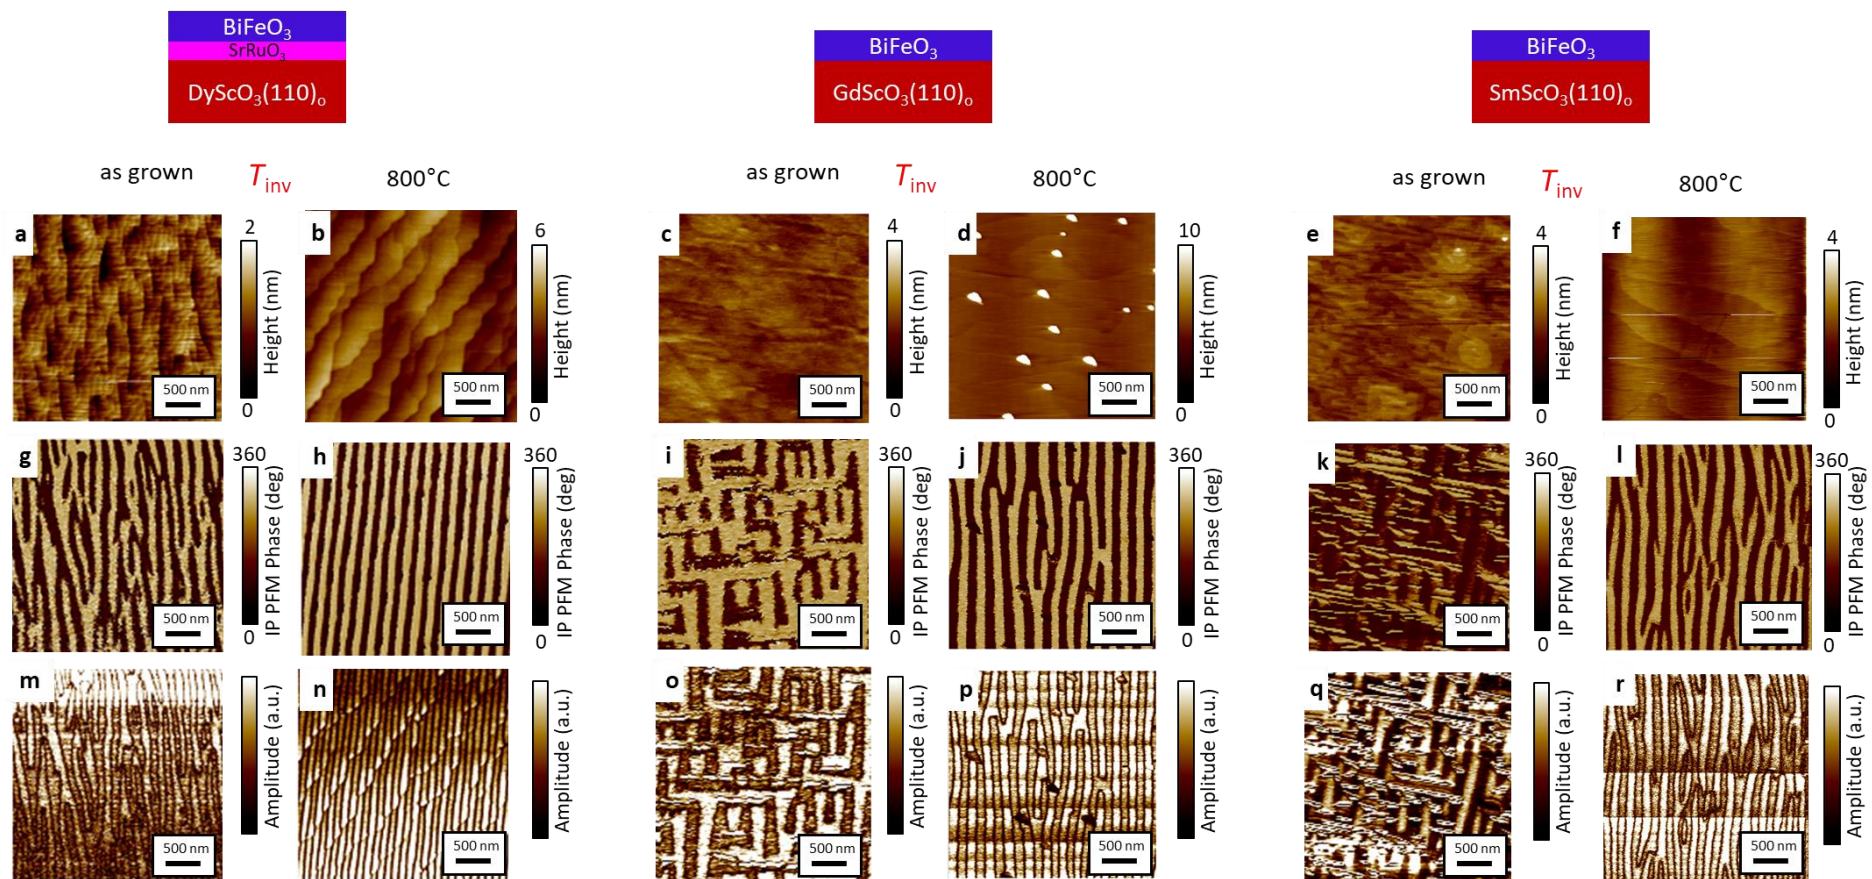 BiFeO₃
SrRuO₃
DyScO₃(110)ₒ
BiFeO₃
GdScO₃(110)ₒ
BiFeO₃
SmScO₃(110)ₒ
as grown Tinv 800°C
as grown Tinv 800°C
as grown Tinv 800°C
a 2 Height (nm) 0 500 nm
b 6 Height (nm) 0 500 nm
c 4 Height (nm) 0 500 nm
d 10 Height (nm) 0 500 nm
e 4 Height (nm) 0 500 nm
f 4 Height (nm) 0 500 nm
g 360 IP PFM Phase (deg) 0 500 nm
h 360 IP PFM Phase (deg) 0 500 nm
i 360 IP PFM Phase (deg) 0 500 nm
j 360 IP PFM Phase (deg) 0 500 nm
k 360 IP PFM Phase (deg) 0 500 nm
l 360 IP PFM Phase (deg) 0 500 nm
m Amplitude (a.u.) 500 nm
n Amplitude (a.u.) 500 nm
o Amplitude (a.u.) 500 nm
p Amplitude (a.u.) 500 nm
q Amplitude (a.u.) 500 nm
r Amplitude (a.u.) 500 nm